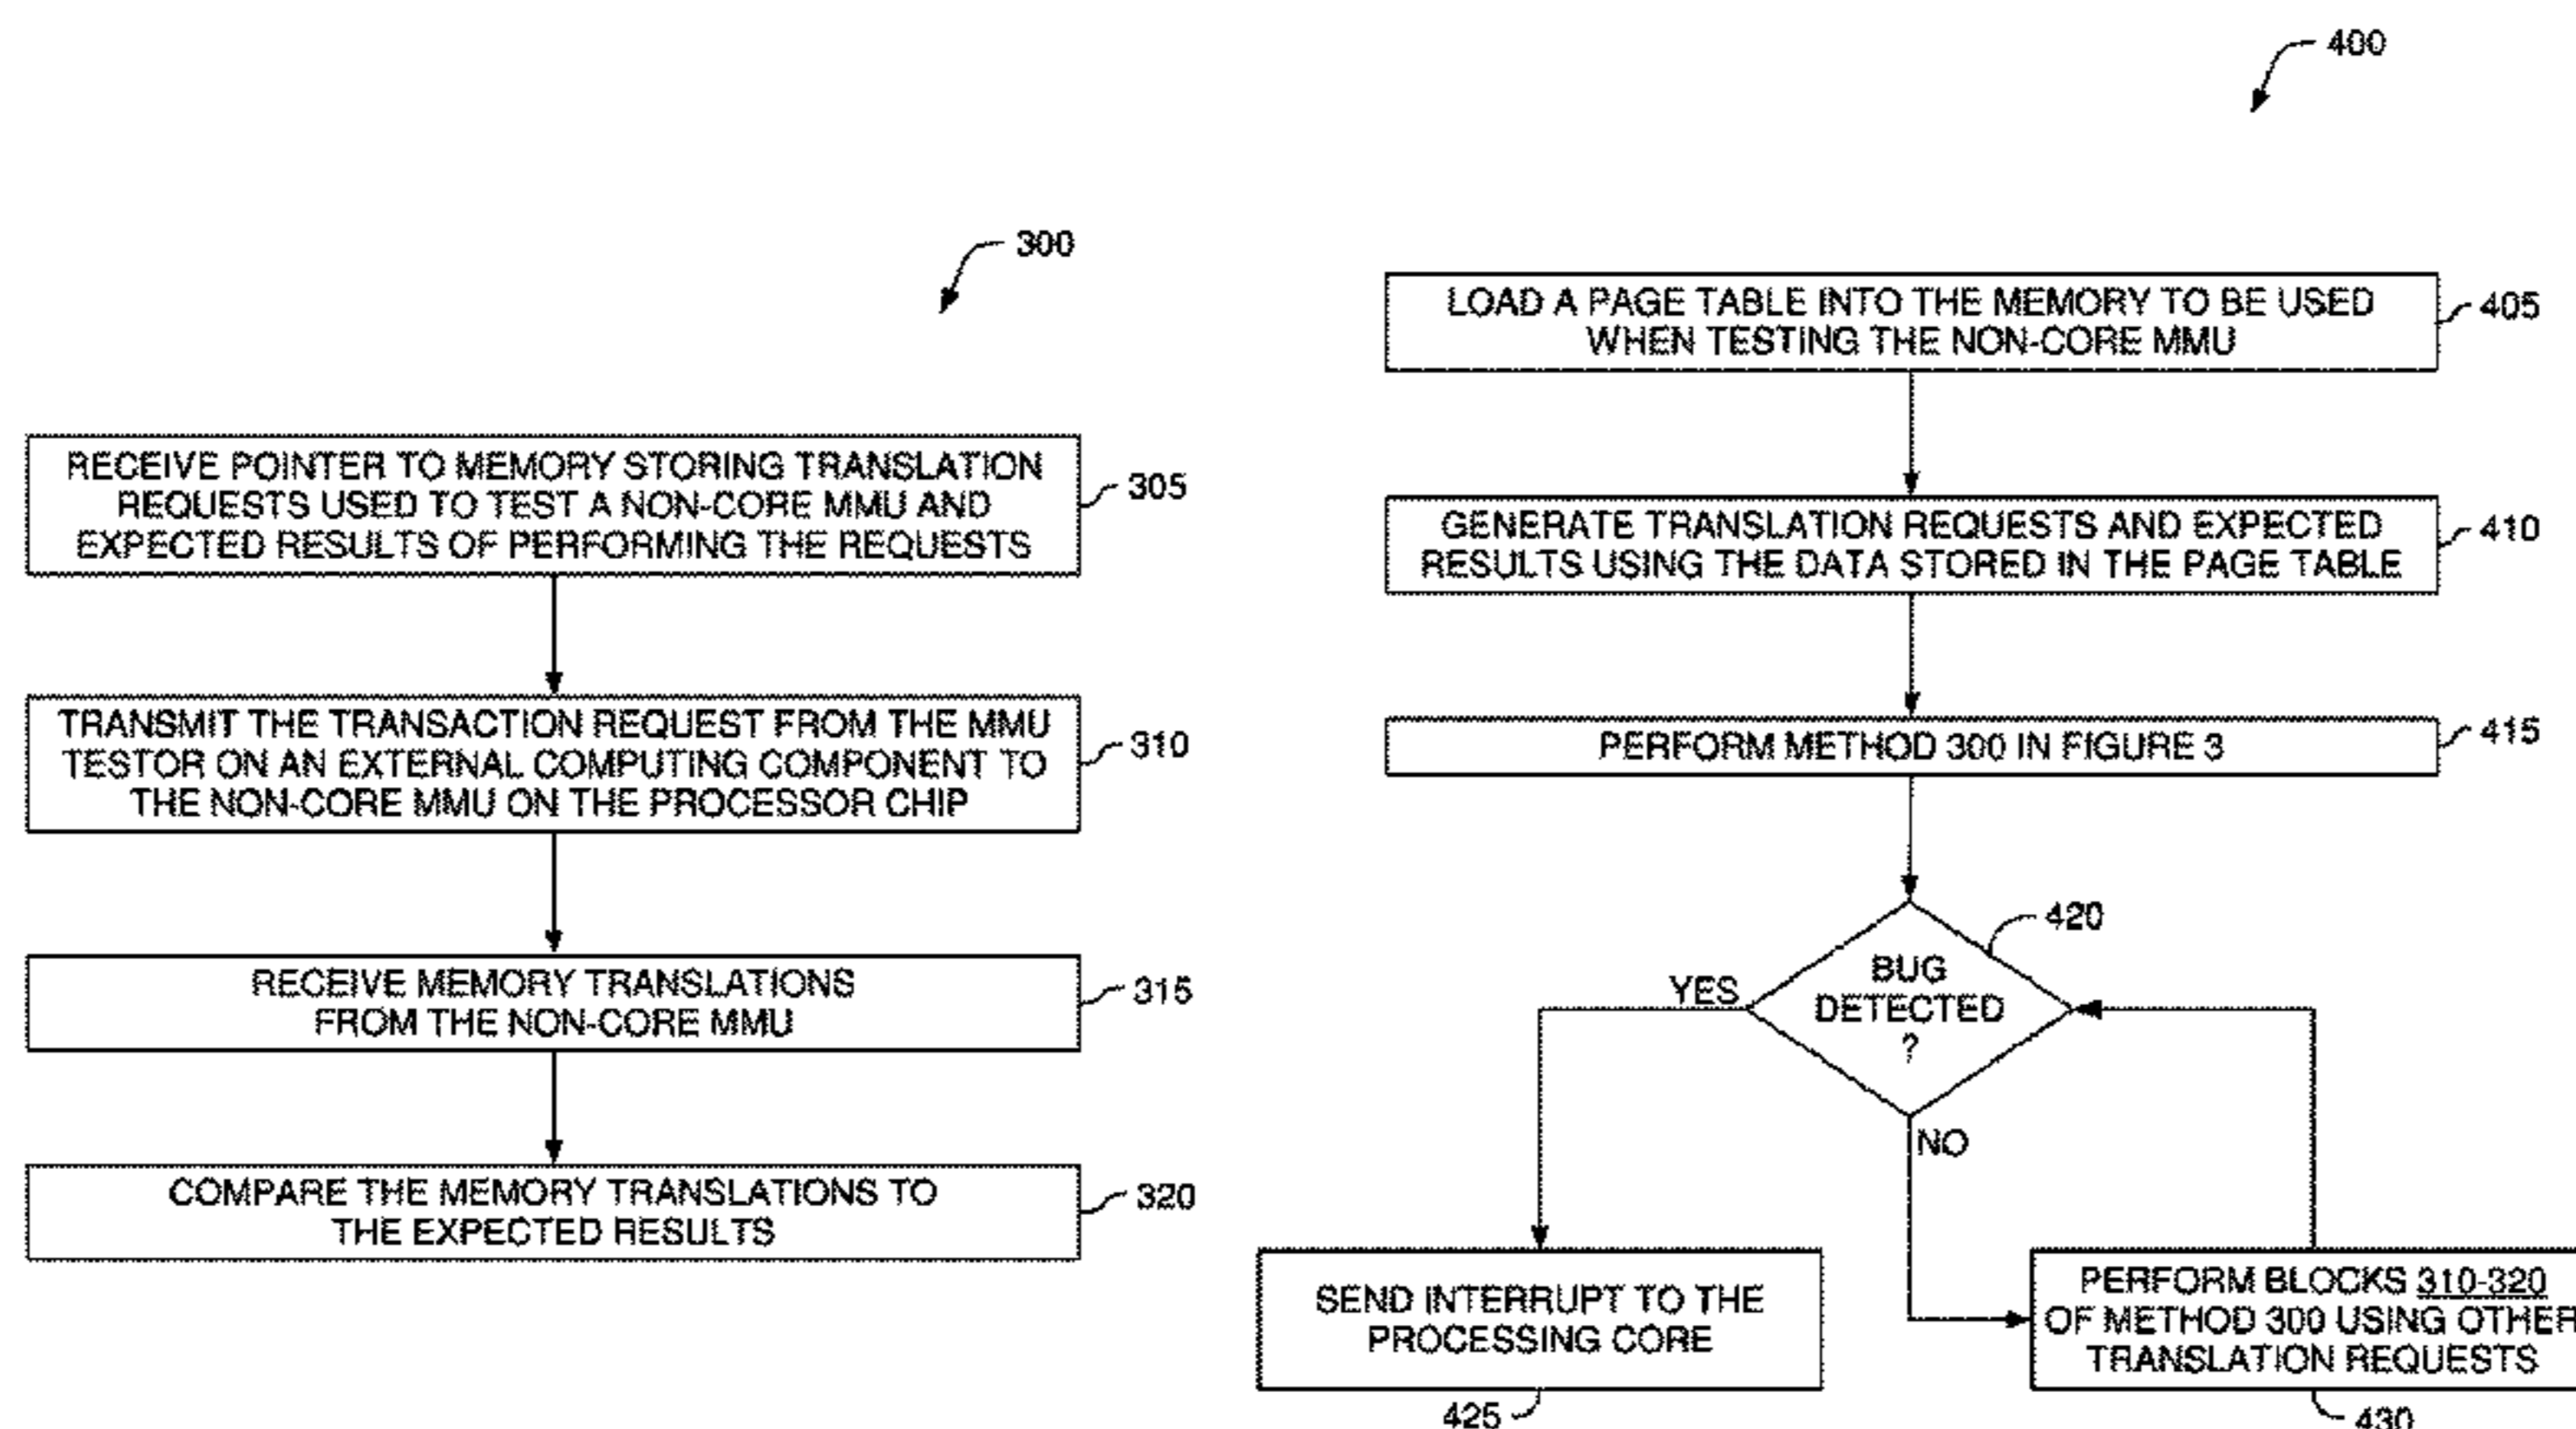 300
RECEIVE POINTER TO MEMORY STORING TRANSLATION
REQUESTS USED TO TEST A NON-CORE MMU AND
EXPECTED RESULTS OF PERFORMING THE REQUESTS
305
TRANSMIT THE TRANSACTION REQUEST FROM THE MMU
TESTOR ON AN EXTERNAL COMPUTING COMPONENT TO
THE NON-CORE MMU ON THE PROCESSOR CHIP
310
RECEIVE MEMORY TRANSLATIONS
FROM THE NON-CORE MMU
315
COMPARE THE MEMORY TRANSLATIONS TO
THE EXPECTED RESULTS
320
400
LOAD A PAGE TABLE INTO THE MEMORY TO BE USED
WHEN TESTING THE NON-CORE MMU
405
GENERATE TRANSLATION REQUESTS AND EXPECTED
RESULTS USING THE DATA STORED IN THE PAGE TABLE
410
PERFORM METHOD 300 IN FIGURE 3
415
BUG
DETECTED
?
420
YES
NO
SEND INTERRUPT TO THE
PROCESSING CORE
425
PERFORM BLOCKS 310-320
OF METHOD 300 USING OTHER
TRANSLATION REQUESTS
430